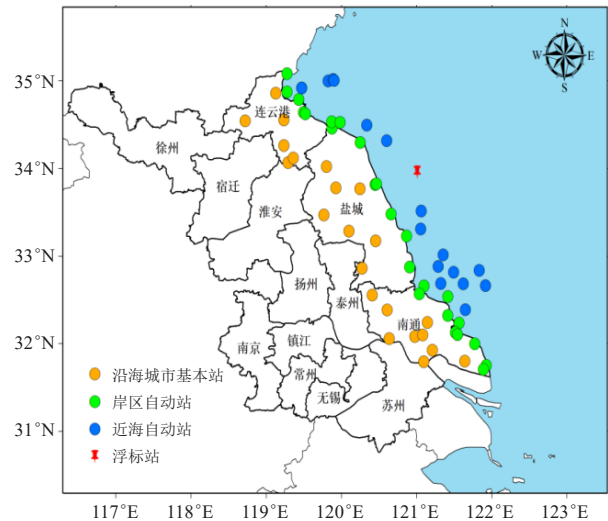 N
W E
S
35°N
34°N
33°N
32°N
31°N
连云港
徐州
宿迁
淮安
盐城
扬州
泰州
南通
南京
镇江
常州
无锡
苏州
沿海城市基本站
岸区自动站
近海自动站
浮标站
117°E 118°E 119°E 120°E 121°E 122°E 123°E